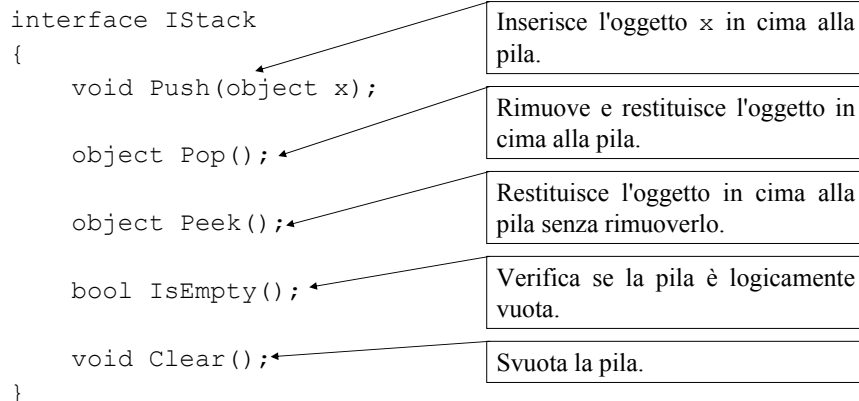 interface IStack
{
void Push(object x);
object Pop();
object Peek();
bool IsEmpty();
void Clear();
}
Inserisce l'oggetto x in cima alla
pila.
Rimuove e restituisce l'oggetto in
cima alla pila.
Restituisce l'oggetto in cima alla
pila senza rimuoverlo.
Verifica se la pila è logicamente
vuota.
Svuota la pila.